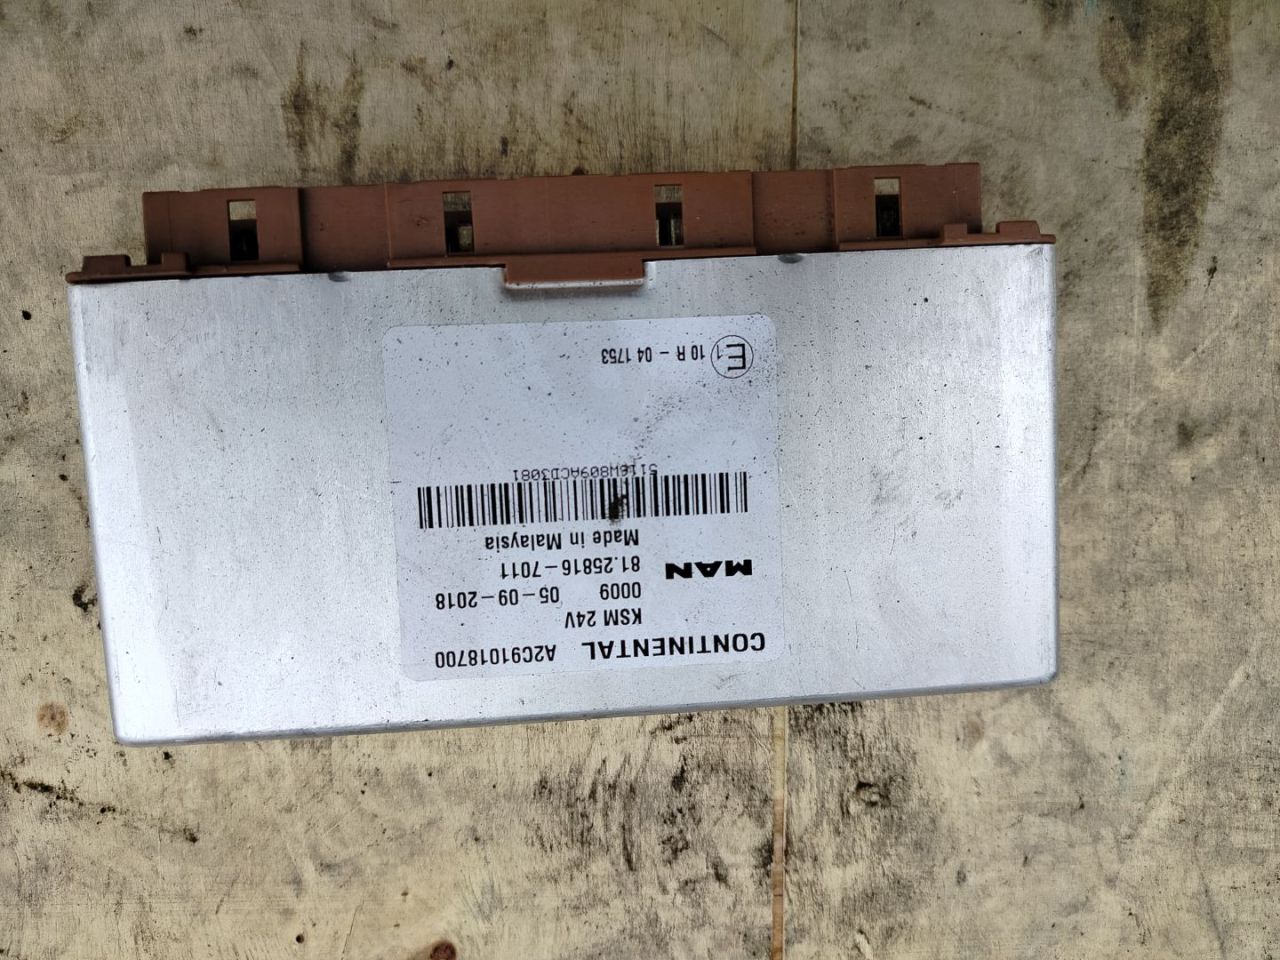 CONTINENTAL A2C91018700
KSM 24V
0009 05-09-2018
MAN 81.25816-7011
Made in Malaysia
5116W809ACD3081
E1 10 R - 04 1753